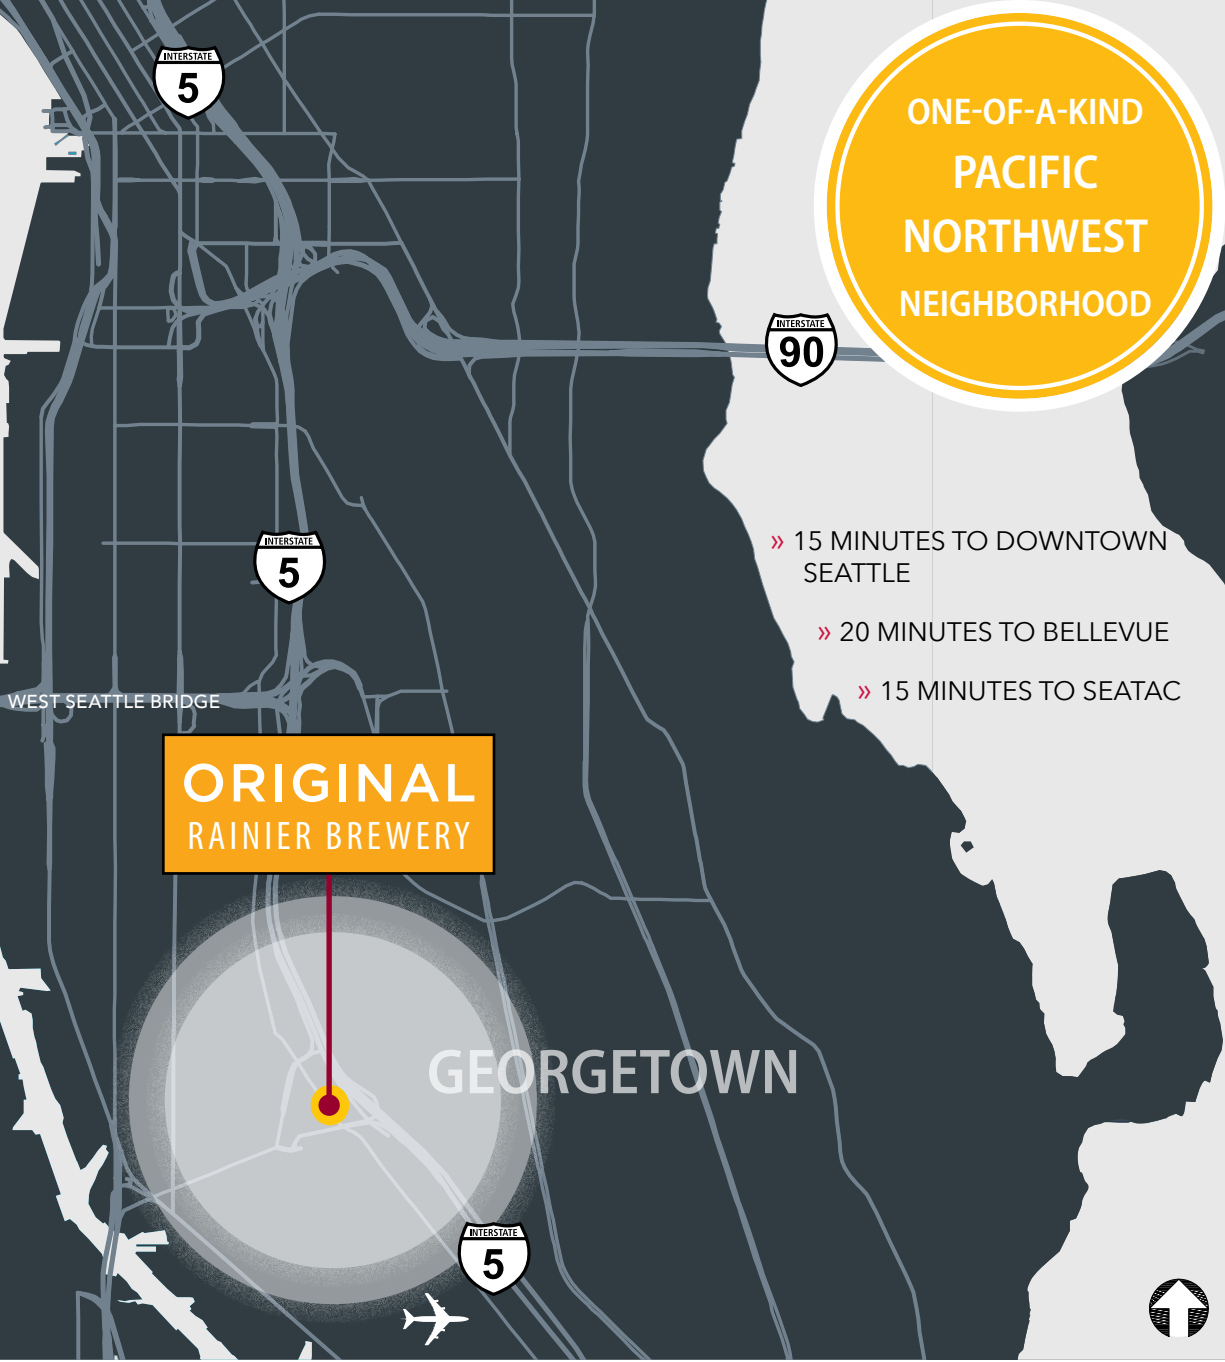 INTERSTATE
5
ONE-OF-A-KIND
PACIFIC
NORTHWEST
NEIGHBORHOOD
INTERSTATE
90
INTERSTATE
5
» 15 MINUTES TO DOWNTOWN
SEATTLE
» 20 MINUTES TO BELLEVUE
» 15 MINUTES TO SEATAC
WEST SEATTLE BRIDGE
ORIGINAL
RAINIER BREWERY
GEORGETOWN
INTERSTATE
5